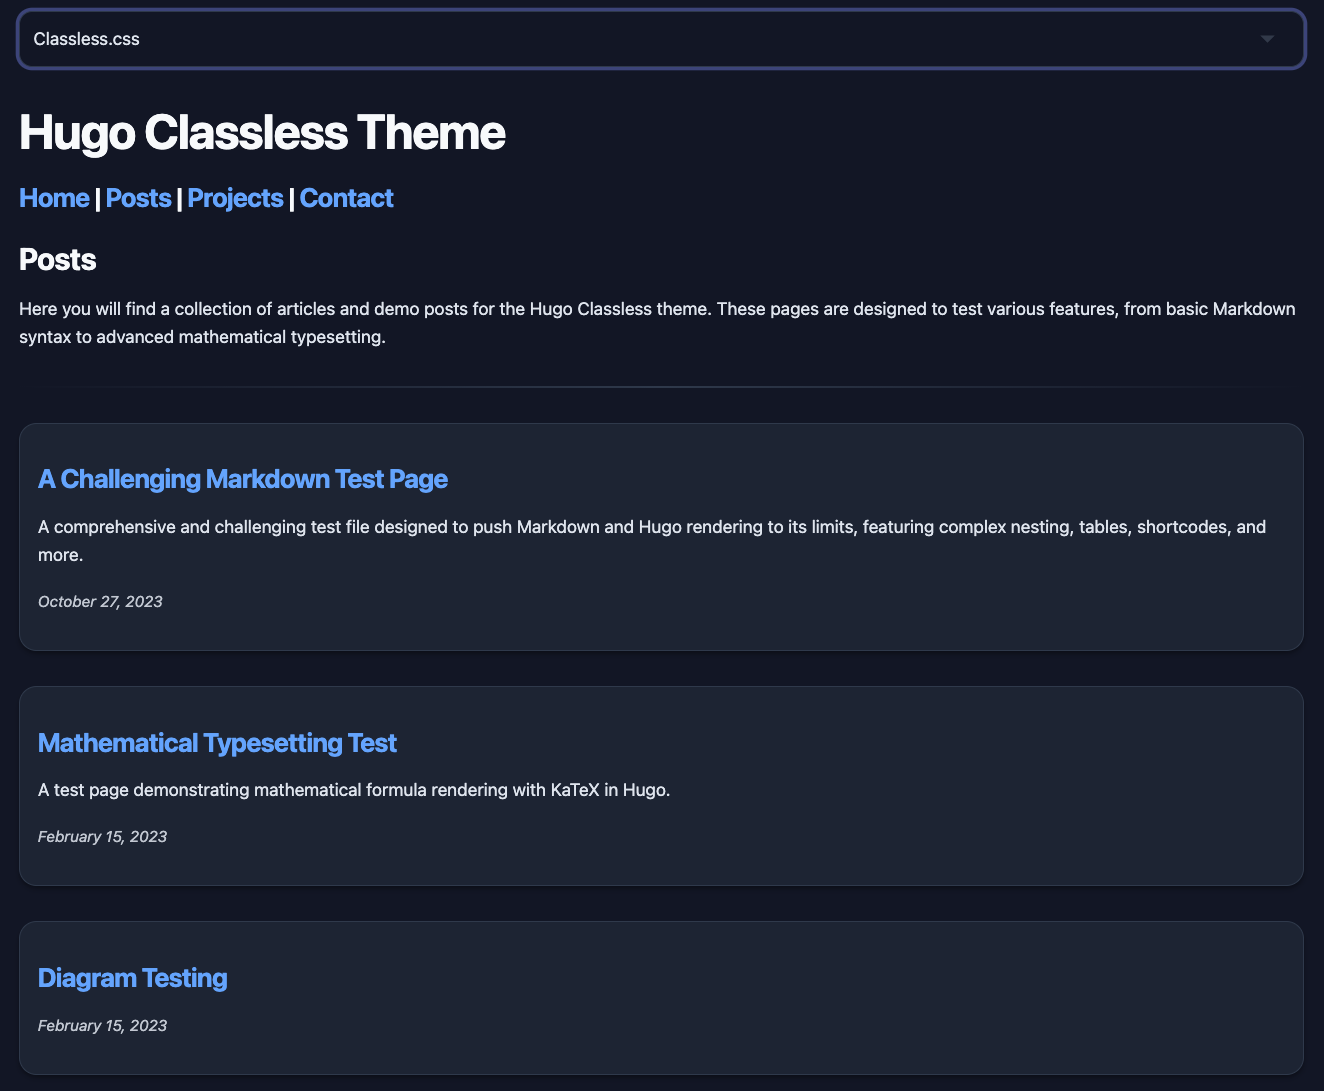 Classless.css
Hugo Classless Theme
Home | Posts | Projects | Contact
Posts
Here you will find a collection of articles and demo posts for the Hugo Classless theme. These pages are designed to test various features, from basic Markdown
syntax to advanced mathematical typesetting.
A Challenging Markdown Test Page
A comprehensive and challenging test file designed to push Markdown and Hugo rendering to its limits, featuring complex nesting, tables, shortcodes, and
more.
October 27, 2023
Mathematical Typesetting Test
A test page demonstrating mathematical formula rendering with KaTeX in Hugo.
February 15, 2023
Diagram Testing
February 15, 2023